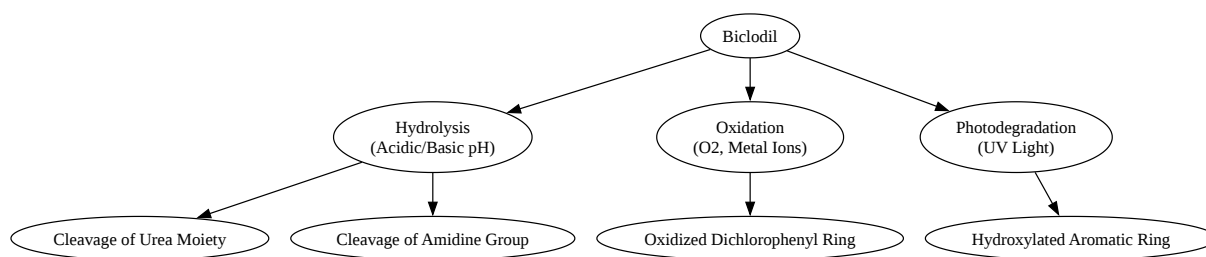 Biclodil
Hydrolysis
(Acidic/Basic pH)
Oxidation
(O2, Metal Ions)
Photodegradation
(UV Light)
Cleavage of Urea Moiety
Cleavage of Amidine Group
Oxidized Dichlorophenyl Ring
Hydroxylated Aromatic Ring